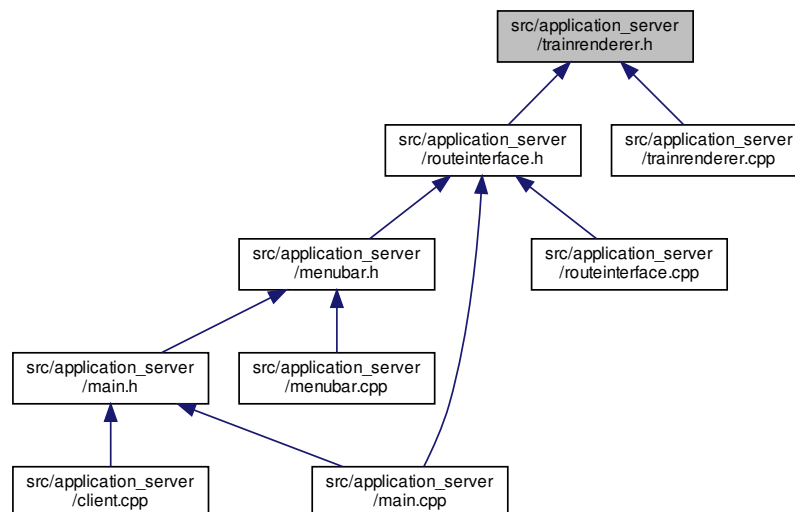 src/application_server
/trainrenderer.h
src/application_server
/routeinterface.h
src/application_server
/trainrenderer.cpp
src/application_server
/menubar.h
src/application_server
/routeinterface.cpp
src/application_server
/main.h
src/application_server
/menubar.cpp
src/application_server
/client.cpp
src/application_server
/main.cpp